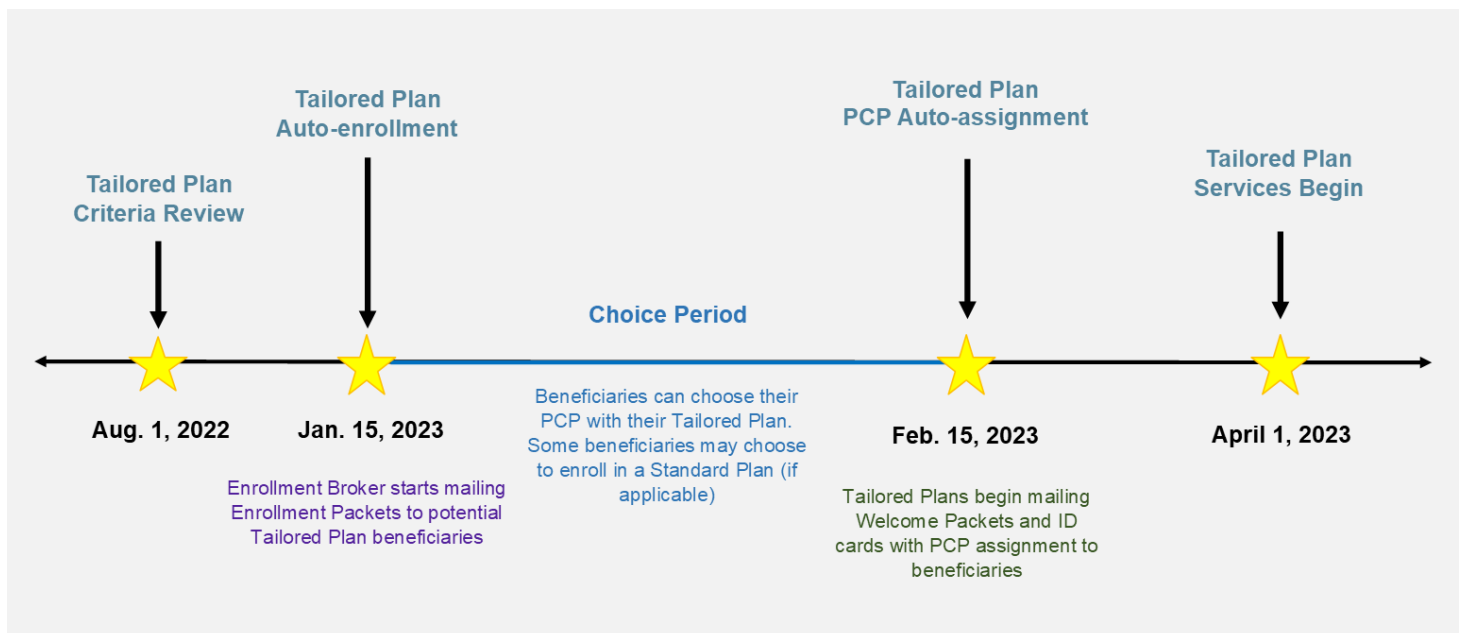 Tailored Plan
Criteria Review
Tailored Plan
Auto-enrollment
Tailored Plan
PCP Auto-assignment
Tailored Plan
Services Begin
Choice Period
Aug. 1, 2022
Jan. 15, 2023
Enrollment Broker starts mailing
Enrollment Packets to potential
Tailored Plan beneficiaries
Beneficiaries can choose their
PCP with their Tailored Plan.
Some beneficiaries may choose
to enroll in a Standard Plan (if
applicable)
Feb. 15, 2023
Tailored Plans begin mailing
Welcome Packets and ID
cards with PCP assignment to
beneficiaries
April 1, 2023